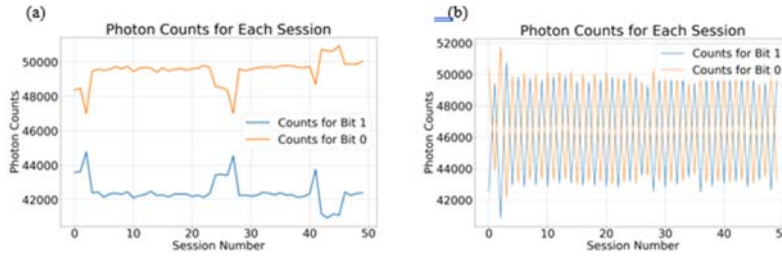 (a)
Photon Counts for Each Session
50000
48000
46000
44000
42000
Photon Counts
Counts for Bit 1
Counts for Bit 0
0
10
20
30
40
50
Session Number
(b)
Photon Counts for Each Session
52000
50000
48000
46000
44000
42000
Photon Counts
Counts for Bit 1
Counts for Bit 0
0
10
20
30
40
50
Session Number